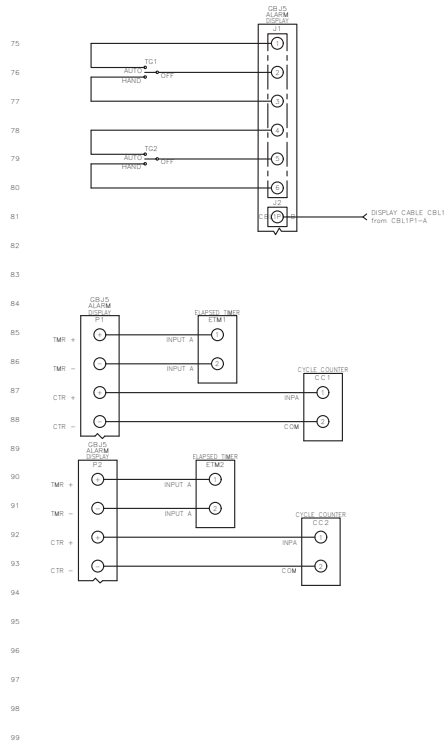 GBJ5
ALARM
DISPLAY
J1
75
1
TG1
76
AUTO
OFF
2
HAND
77
3
78
4
TG2
79
AUTO
OFF
5
HAND
80
6
J2
81
DISPLAY CABLE CBL1
from CBL1P1-A
82
83
84
GBJ5
ALARM
DISPLAY
P1
ELAPSED TIMER
ETM1
85
TMR +
+
INPUT A
1
86
TMR -
-
INPUT A
2
CYCLE COUNTER
CC1
87
CTR +
+
INPA
1
88
CTR -
-
COM
2
89
GBJ5
ALARM
DISPLAY
P2
ELAPSED TIMER
ETM2
90
TMR +
+
INPUT A
1
91
TMR -
-
INPUT A
2
CYCLE COUNTER
CC2
92
CTR +
+
INPA
1
93
CTR -
-
COM
2
94
95
96
97
98
99